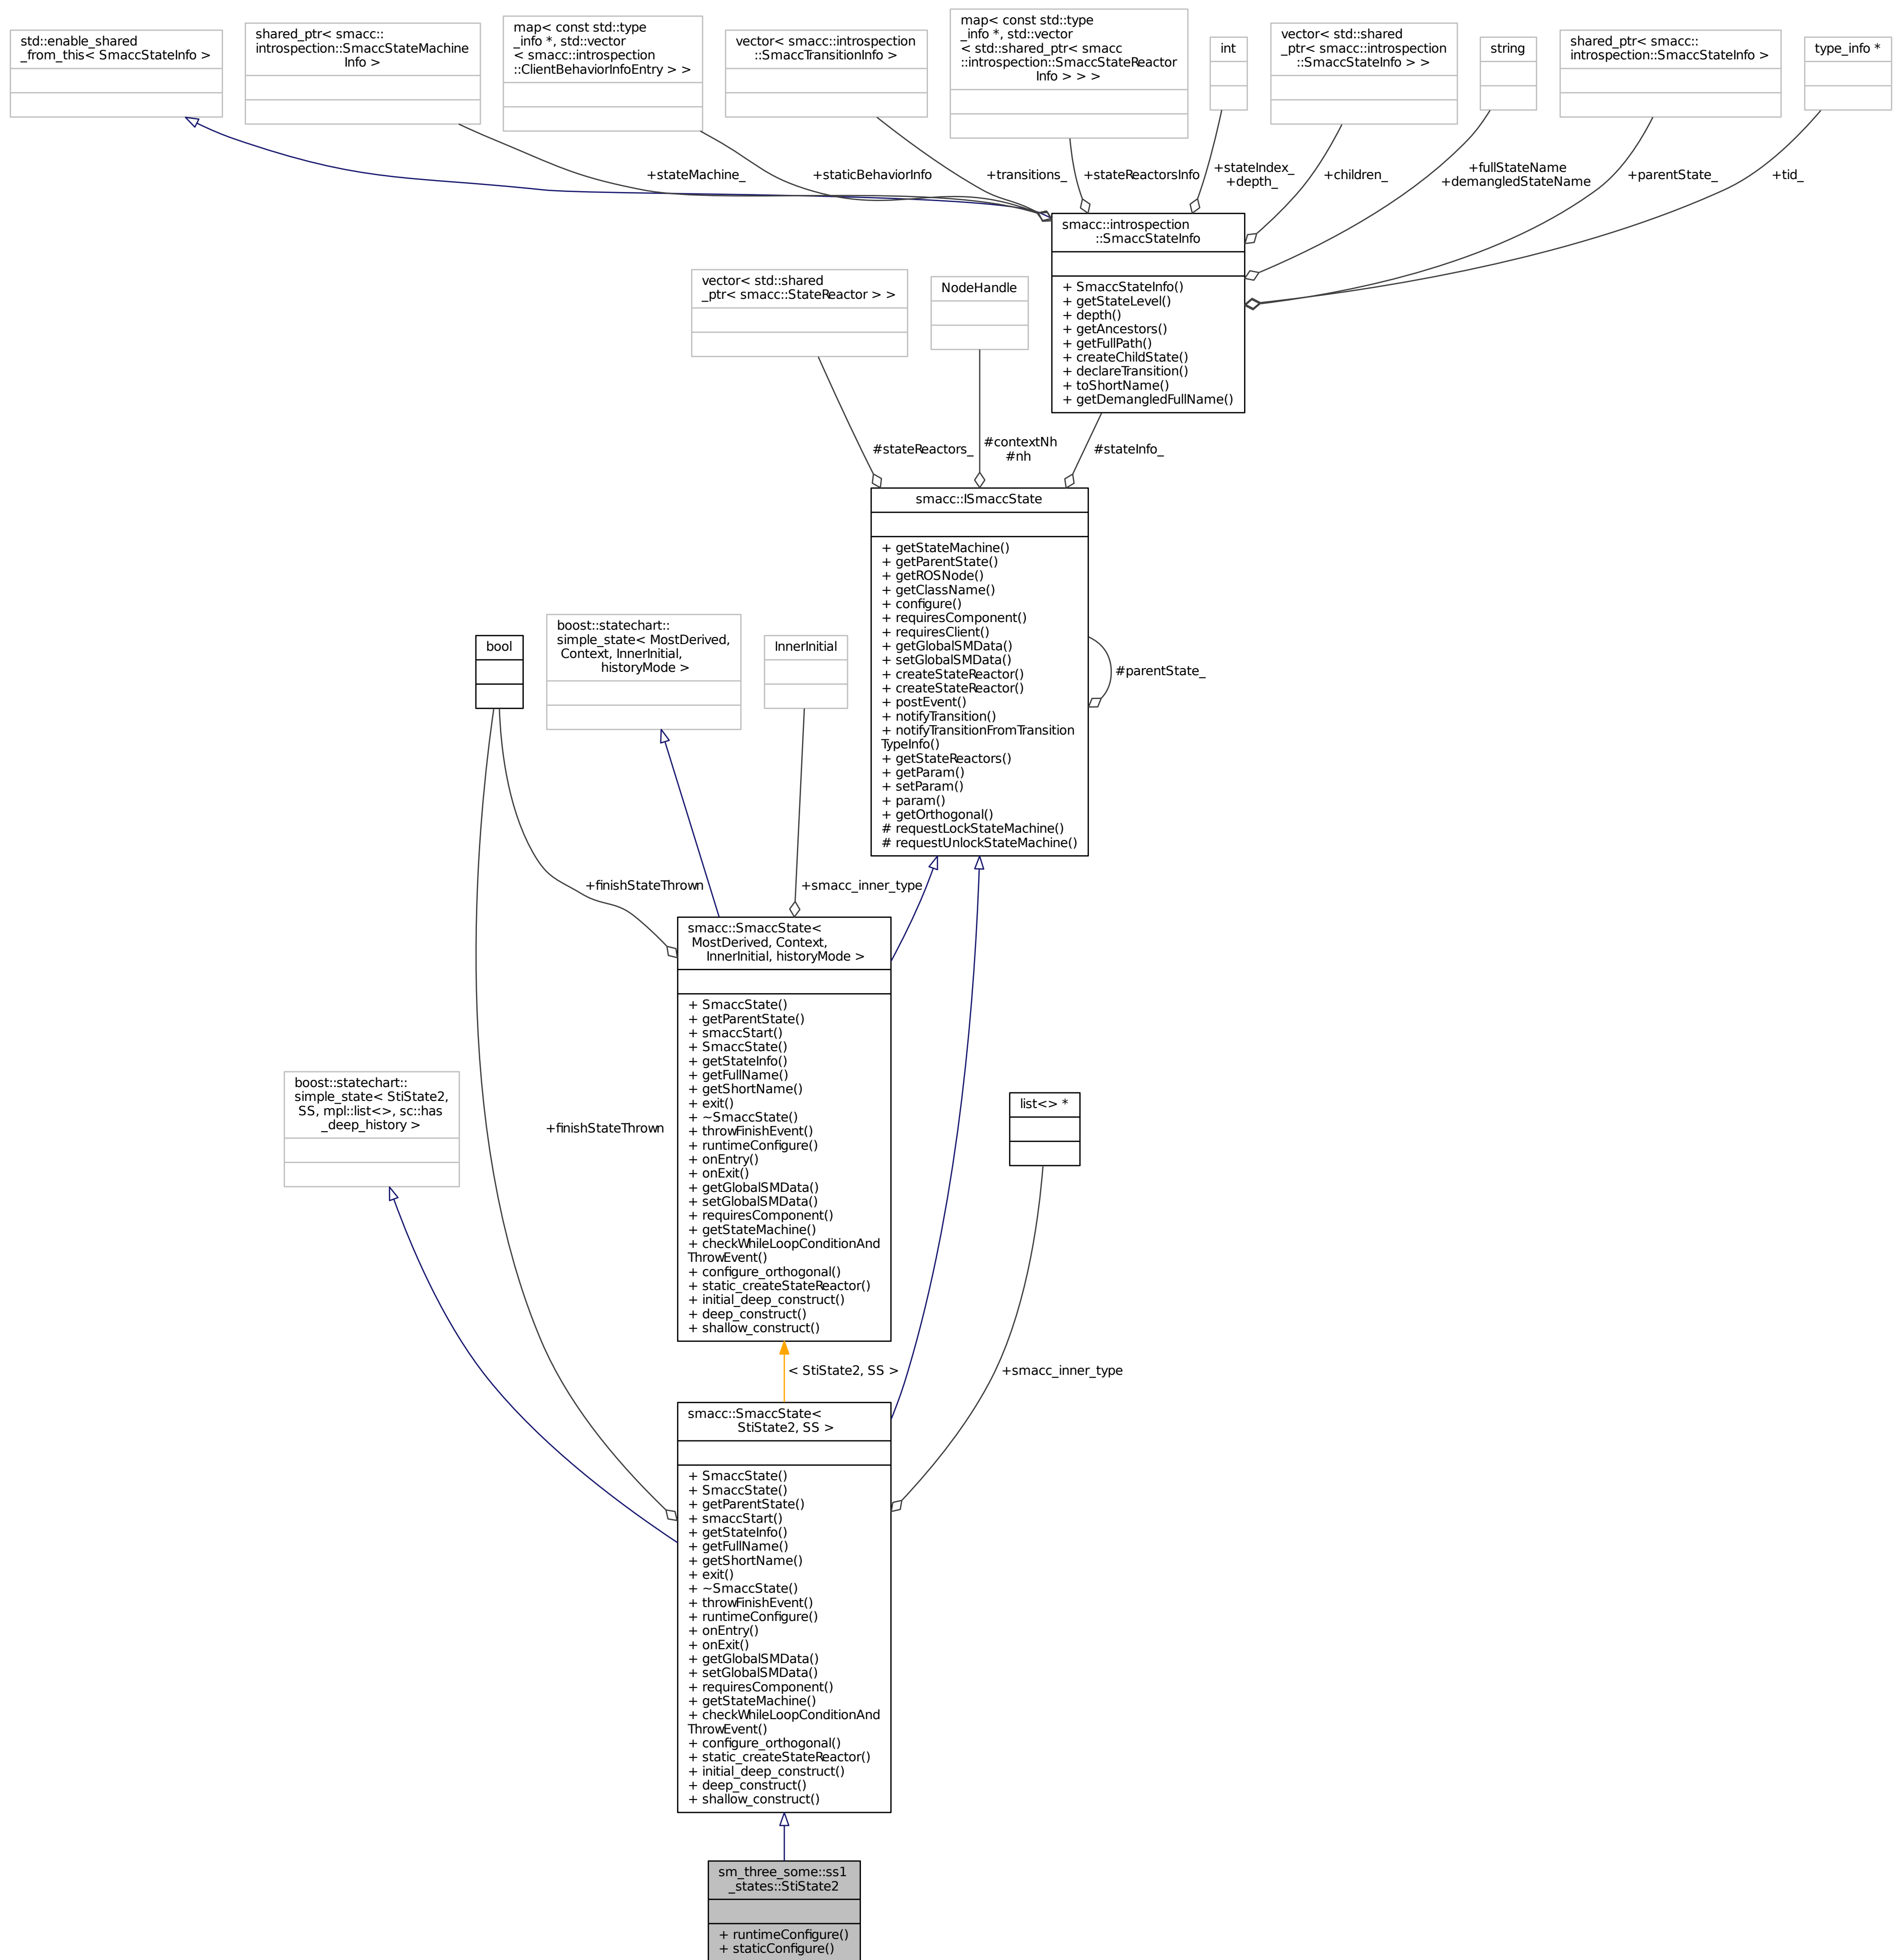 std::enable_shared
_from_this< SmaccStateInfo >
shared_ptr< smacc::
introspection::SmaccStateMachine
Info >
map< const std::type
_info *, std::vector
< smacc::introspection
::ClientBehaviorInfoEntry > >
vector< smacc::introspection
::SmaccTransitionInfo >
map< const std::type
_info *, std::vector
< std::shared_ptr< smacc
::introspection::SmaccStateReactor
Info > > >
int
vector< std::shared
_ptr< smacc::introspection
::SmaccStateInfo > >
string
shared_ptr< smacc::
introspection::SmaccStateInfo >
type_info *
+stateMachine_
+staticBehaviorInfo
+transitions_
+stateReactorsInfo
+stateIndex_
+depth_
+children_
+fullStateName
+demangledStateName
+parentState_
+tid_
smacc::introspection
::SmaccStateInfo
+ SmaccStateInfo()
+ getStateLevel()
+ depth()
+ getAncestors()
+ getFullPath()
+ createChildState()
+ declareTransition()
+ toShortName()
+ getDemangledFullName()
vector< std::shared
_ptr< smacc::StateReactor > >
NodeHandle
#stateReactors_
#contextNh
#nh
#stateInfo_
smacc::ISmaccState
+ getStateMachine()
+ getParentState()
+ getROSNode()
+ getClassName()
+ configure()
+ requiresComponent()
+ requiresClient()
+ getGlobalSMData()
+ setGlobalSMData()
+ createStateReactor()
+ createStateReactor()
+ postEvent()
+ notifyTransition()
+ notifyTransitionFromTransition
TypeInfo()
+ getStateReactors()
+ getParam()
+ setParam()
+ param()
+ getOrthogonal()
# requestLockStateMachine()
# requestUnlockStateMachine()
#parentState_
bool
boost::statechart::
simple_state< MostDerived,
Context, InnerInitial,
historyMode >
InnerInitial
+finishStateThrown
+smacc_inner_type
smacc::SmaccState<
MostDerived, Context,
InnerInitial, historyMode >
+ SmaccState()
+ getParentState()
+ smaccStart()
+ SmaccState()
+ getStateInfo()
+ getFullName()
+ getShortName()
+ exit()
+ ~SmaccState()
+ throwFinishEvent()
+ runtimeConfigure()
+ onEntry()
+ onExit()
+ getGlobalSMData()
+ setGlobalSMData()
+ requiresComponent()
+ getStateMachine()
+ checkWhileLoopConditionAnd
ThrowEvent()
+ configure_orthogonal()
+ static_createStateReactor()
+ initial_deep_construct()
+ deep_construct()
+ shallow_construct()
boost::statechart::
simple_state< StiState2,
SS, mpl::list<>, sc::has
_deep_history >
+finishStateThrown
list<> *
< StiState2, SS >
+smacc_inner_type
smacc::SmaccState<
StiState2, SS >
+ SmaccState()
+ SmaccState()
+ getParentState()
+ smaccStart()
+ getStateInfo()
+ getFullName()
+ getShortName()
+ exit()
+ ~SmaccState()
+ throwFinishEvent()
+ runtimeConfigure()
+ onEntry()
+ onExit()
+ getGlobalSMData()
+ setGlobalSMData()
+ requiresComponent()
+ getStateMachine()
+ checkWhileLoopConditionAnd
ThrowEvent()
+ configure_orthogonal()
+ static_createStateReactor()
+ initial_deep_construct()
+ deep_construct()
+ shallow_construct()
sm_three_some::ss1
_states::StiState2
+ runtimeConfigure()
+ staticConfigure()